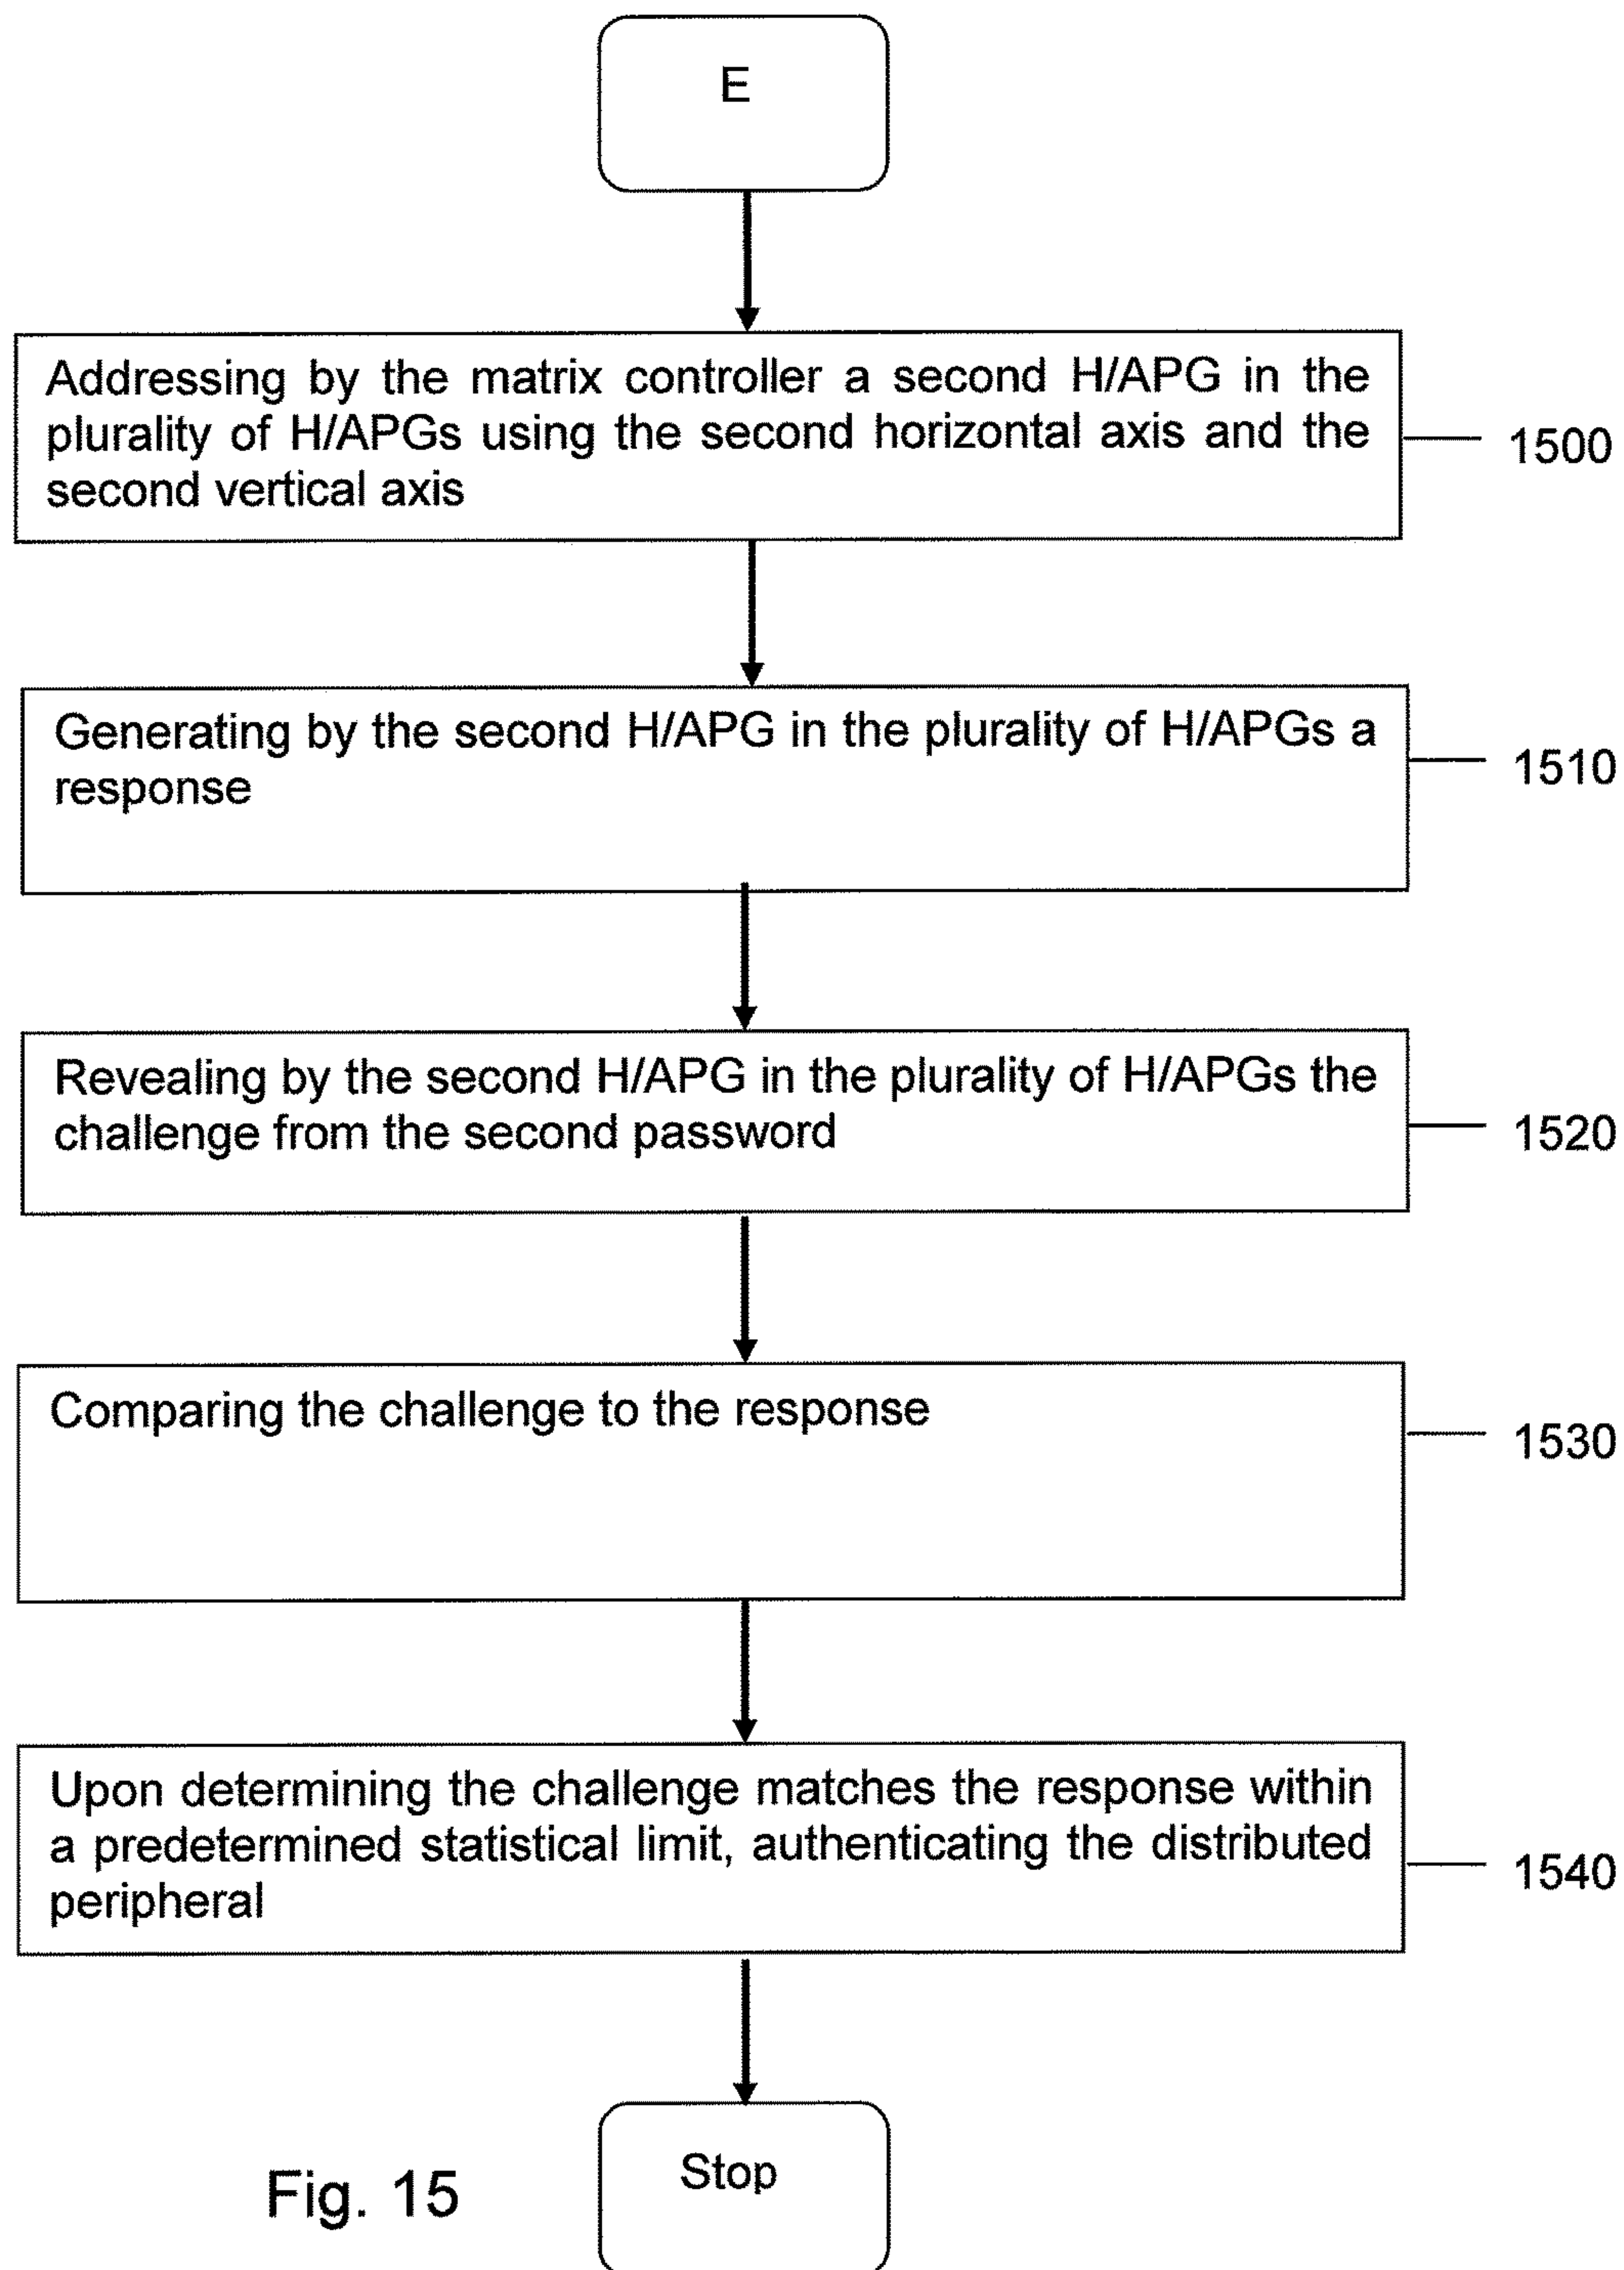 E
Addressing by the matrix controller a second H/APG in the
plurality of H/APGs using the second horizontal axis and the
second vertical axis
1500
Generating by the second H/APG in the plurality of H/APGs a
response
1510
Revealing by the second H/APG in the plurality of H/APGs the
challenge from the second password
1520
Comparing the challenge to the response
1530
Upon determining the challenge matches the response within
a predetermined statistical limit, authenticating the distributed
peripheral
1540
Stop
Fig. 15